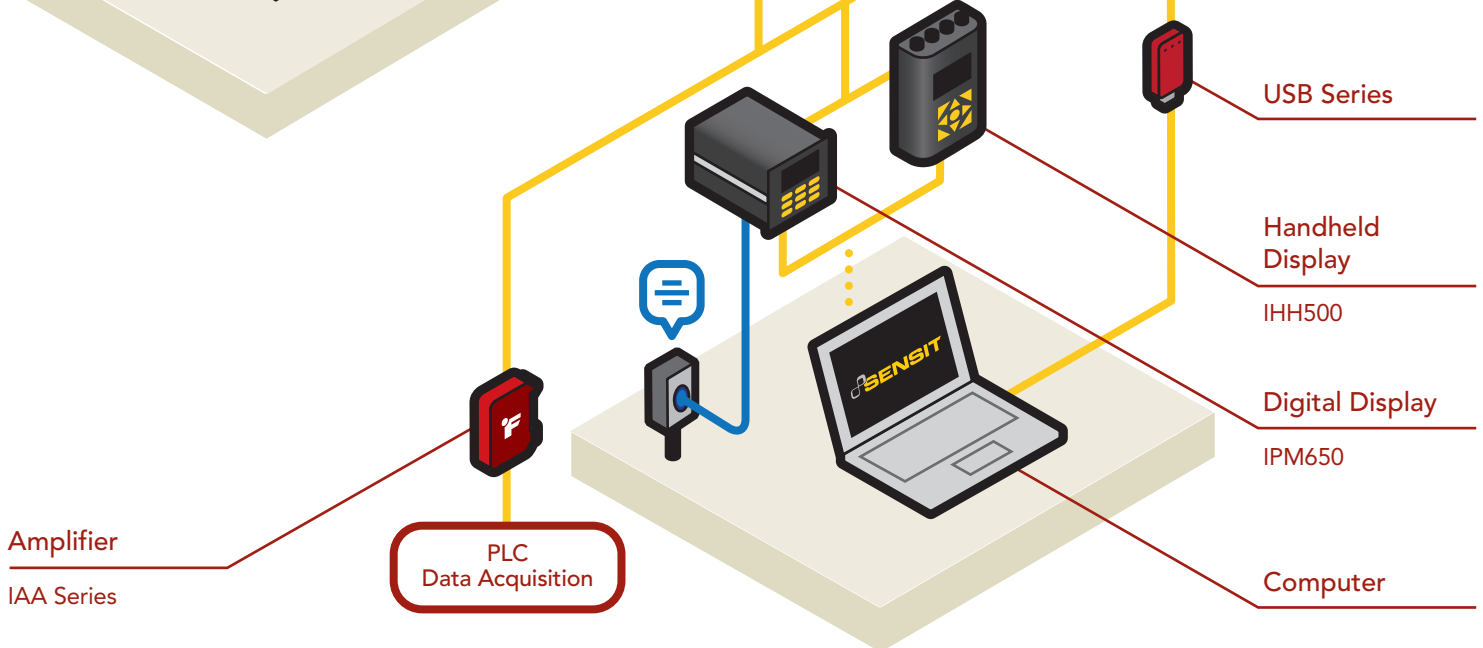 USB Series
Handheld
Display
IHH500
SENSIT
Digital Display
IPM650
Amplifier
IAA Series
PLC
Data Acquisition
Computer